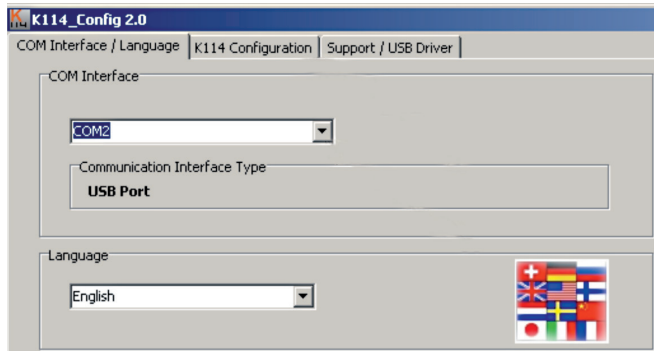 K114_Config 2.0
COM Interface / Language K114 Configuration Support / USB Driver
COM Interface
COM2
Communication Interface Type
USB Port
Language
English